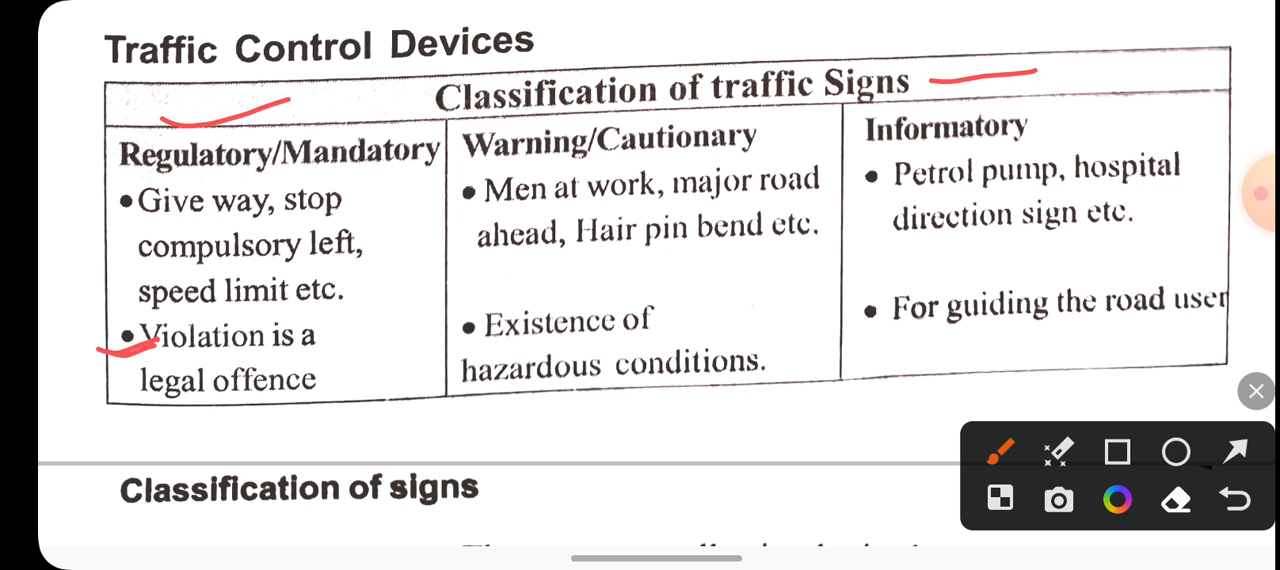 Traffic Control Devices
Classification of traffic Signs
Regulatory/Mandatory
• Give way, stop
compulsory left,
speed limit etc.
• Violation is a
legal offence
Warning/Cautionary
• Men at work, major road
ahead, Hair pin bend etc.
• Existence of
hazardous conditions.
Informatory
• Petrol pump, hospital
direction sign etc.
• For guiding the road user
Classification of signs